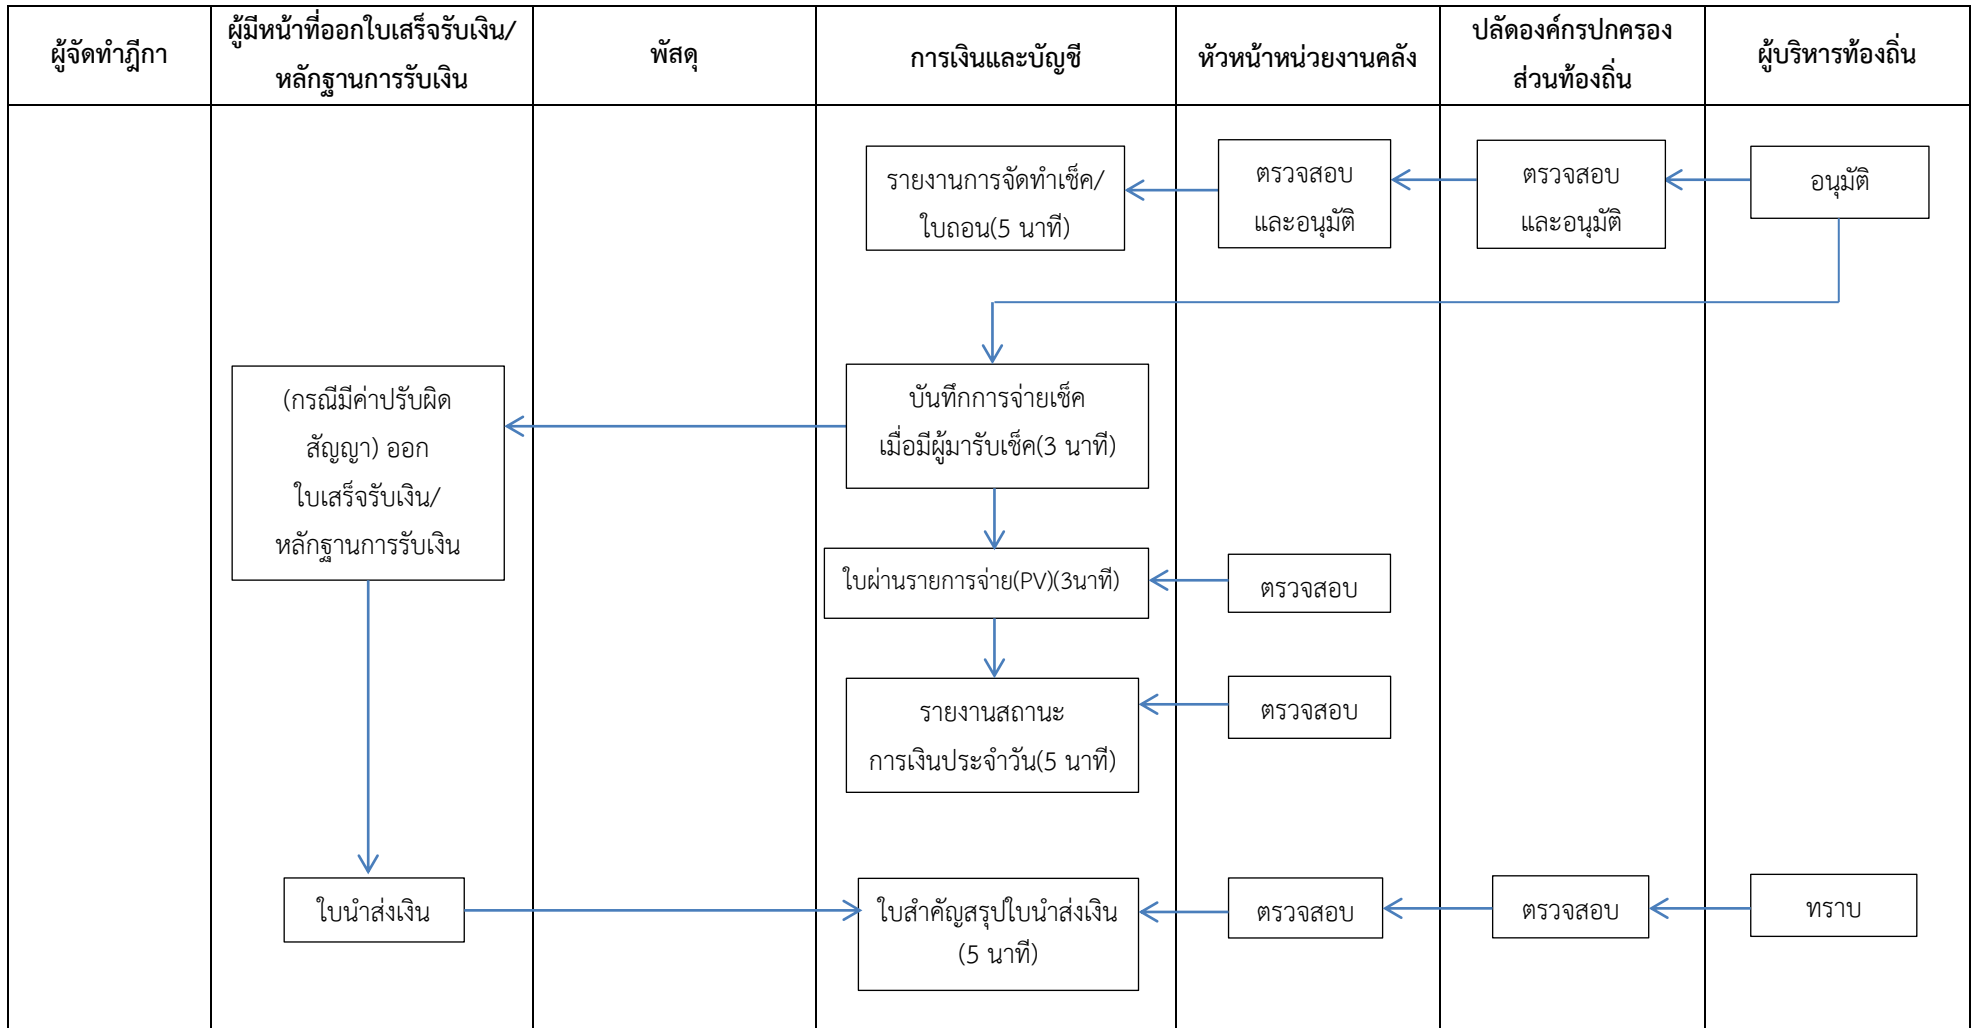 ผู้จัดทำฎีกา
ผู้มีหน้าที่ออกใบเสร็จรับเงิน/
หลักฐานการรับเงิน
พัสดุ
การเงินและบัญชี
หัวหน้าหน่วยงานคลัง
ปลัดองค์กรปกครอง
ส่วนท้องถิ่น
ผู้บริหารท้องถิ่น
รายงานการจัดทำเช็ค/
ใบถอน(5 นาที)
ตรวจสอบ
และอนุมัติ
ตรวจสอบ
และอนุมัติ
อนุมัติ
(กรณีมีค่าปรับผิด
สัญญา) ออก
ใบเสร็จรับเงิน/
หลักฐานการรับเงิน
บันทึกการจ่ายเช็ค
เมื่อมีผู้มารับเช็ค(3 นาที)
ใบผ่านรายการจ่าย(PV)(3นาที)
ตรวจสอบ
รายงานสถานะ
การเงินประจำวัน(5 นาที)
ตรวจสอบ
ใบนำส่งเงิน
ใบสำคัญสรุปใบนำส่งเงิน
(5 นาที)
ตรวจสอบ
ตรวจสอบ
ทราบ